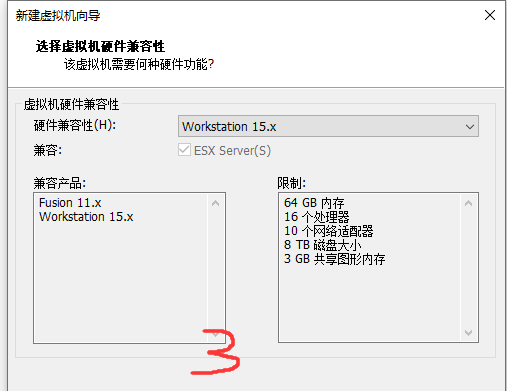 新建虚拟机向导
选择虚拟机硬件兼容性
该虚拟机需要何种硬件功能?
虚拟机硬件兼容性
硬件兼容性(H):
Workstation 15.x
兼容:
ESX Server(S)
兼容产品:
Fusion 11.x
Workstation 15.x
限制:
64 GB 内存
16 个处理器
10 个网络适配器
8 TB 磁盘大小
3 GB 共享图形内存
3